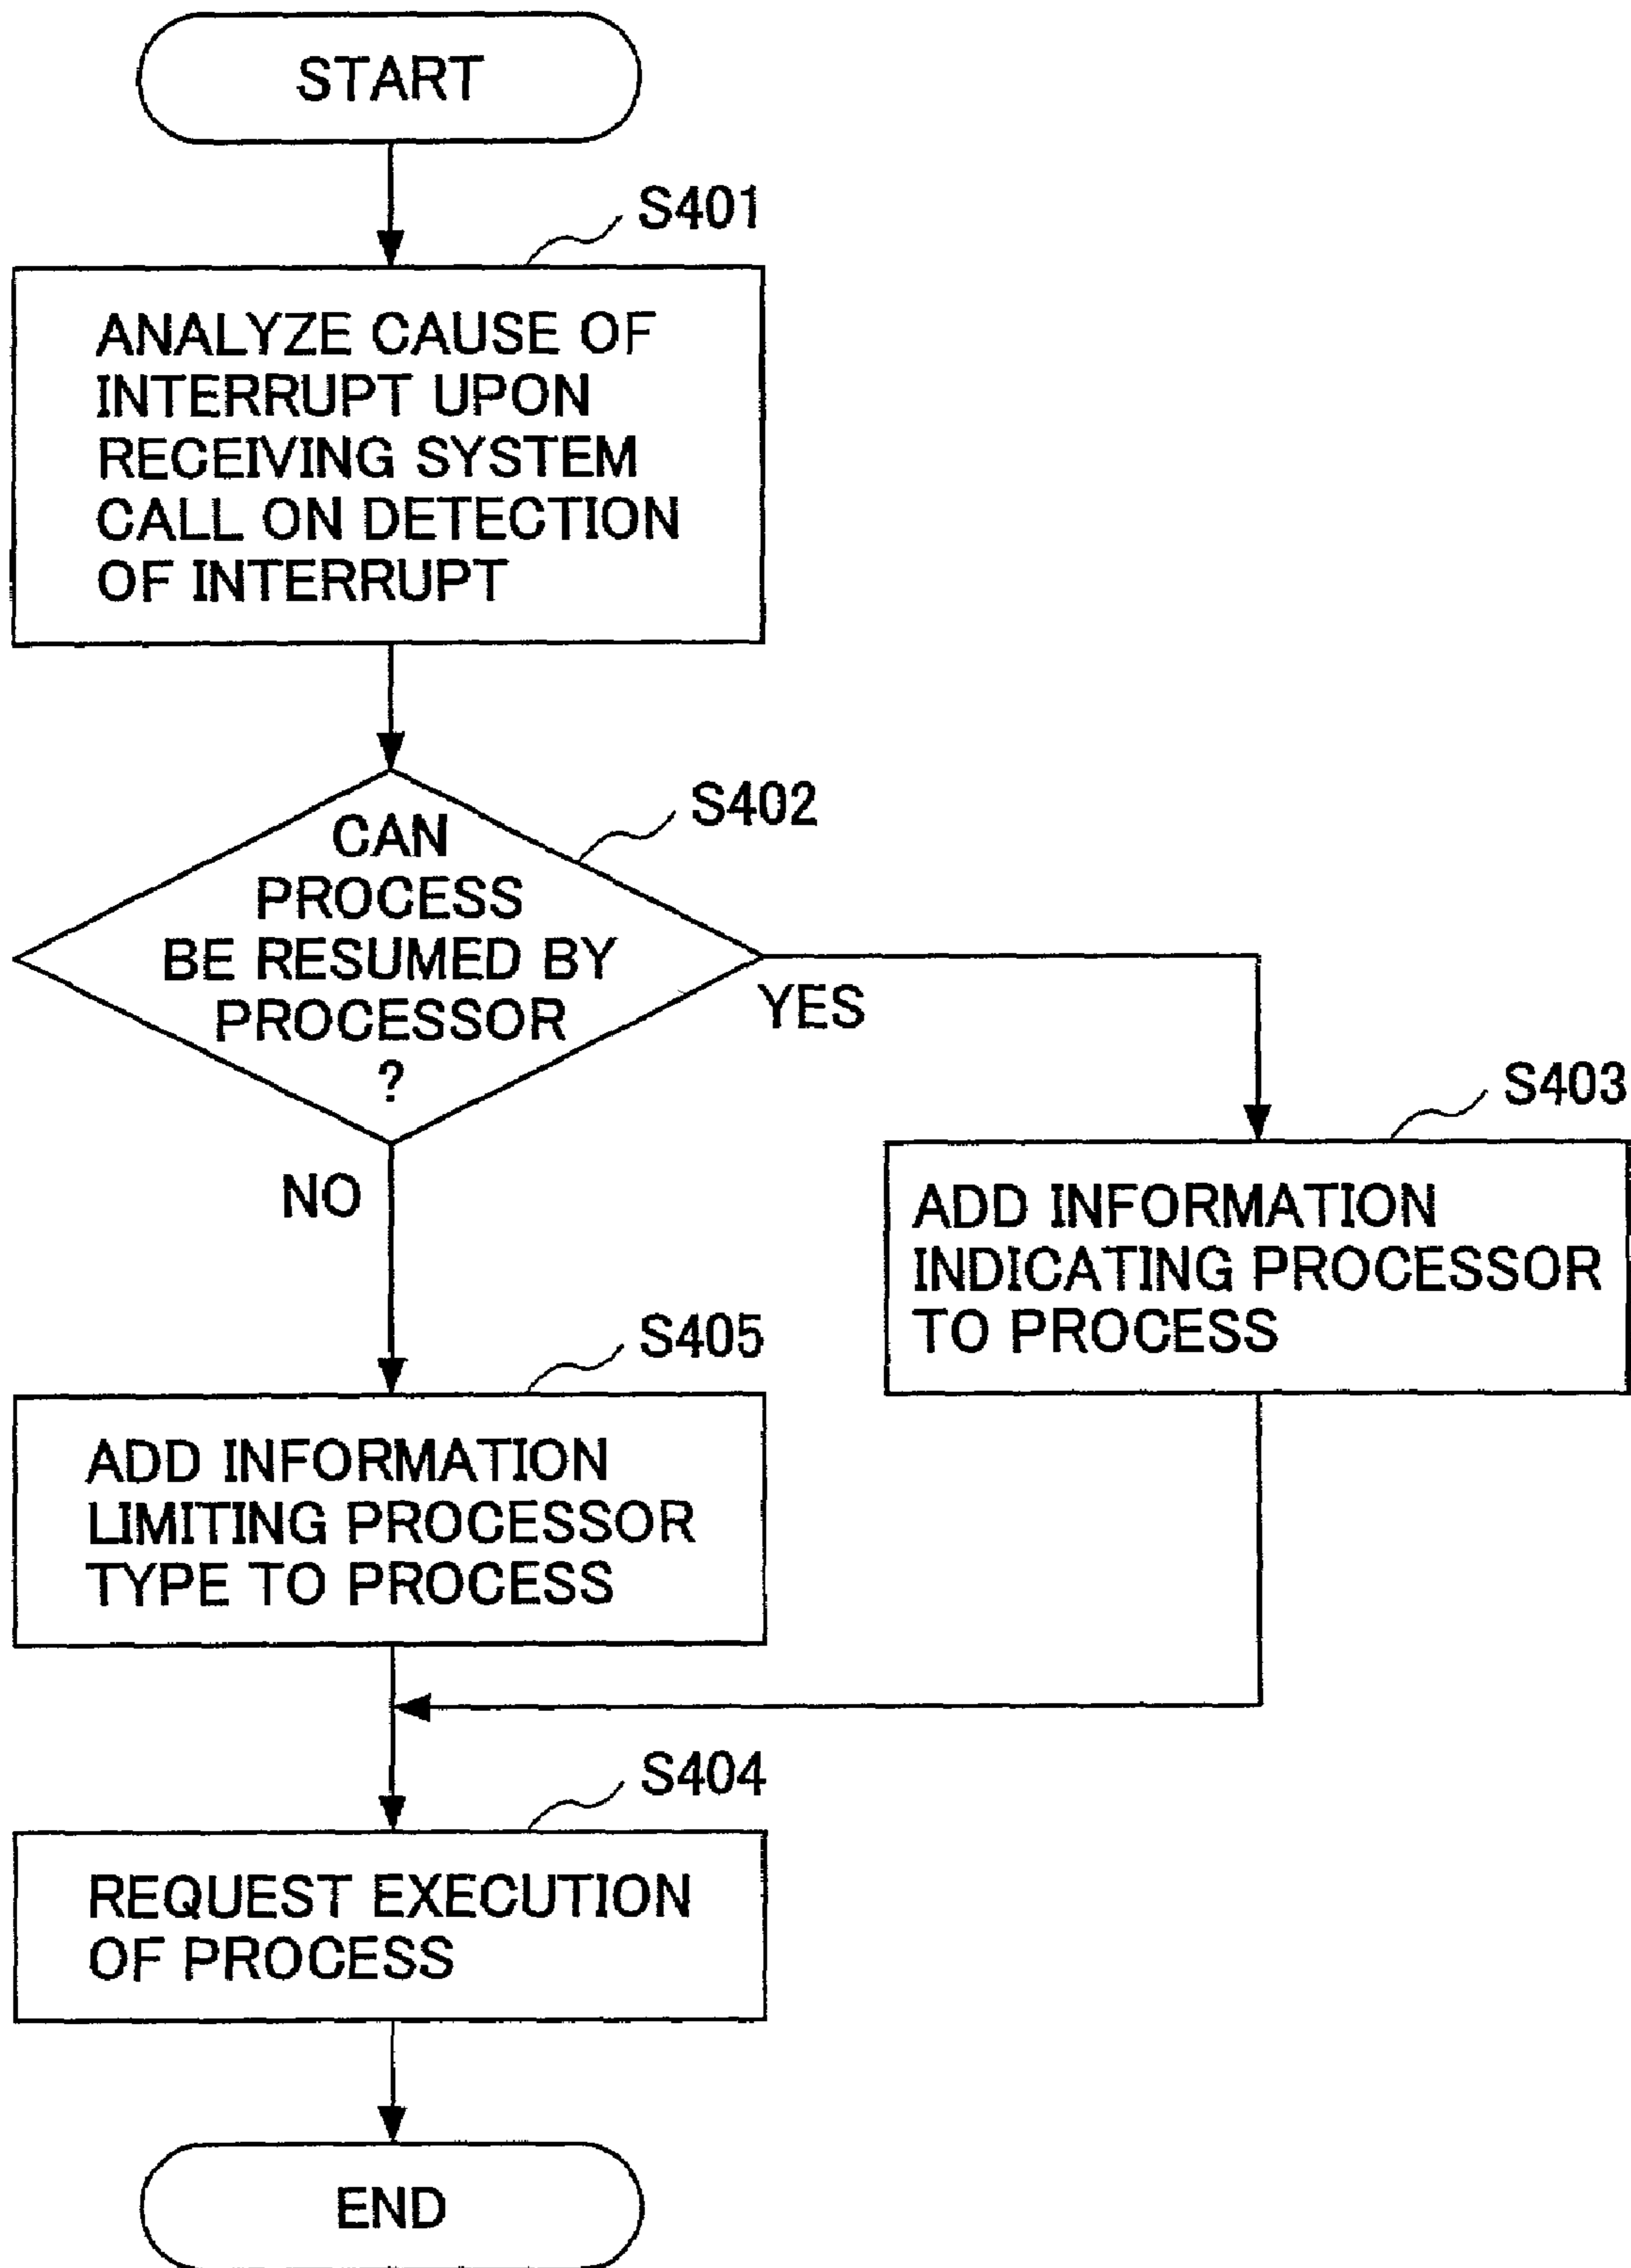 START
S401
ANALYZE CAUSE OF
INTERRUPT UPON
RECEIVING SYSTEM
CALL ON DETECTION
OF INTERRUPT
S402
CAN
PROCESS
BE RESUMED BY
PROCESSOR
?
YES
NO
S403
ADD INFORMATION
INDICATING PROCESSOR
TO PROCESS
S405
ADD INFORMATION
LIMITING PROCESSOR
TYPE TO PROCESS
S404
REQUEST EXECUTION
OF PROCESS
END